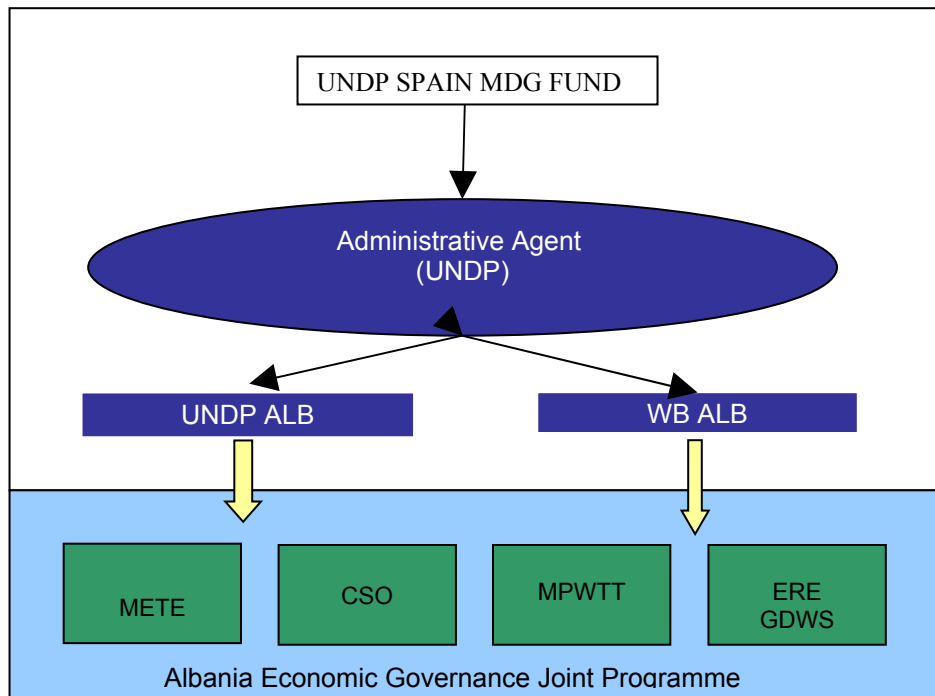 UNDP SPAIN MDG FUND
Administrative Agent
(UNDP)
UNDP ALB
WB ALB
METE
CSO
MPWTT
ERE
GDWS
Albania Economic Governance Joint Programme